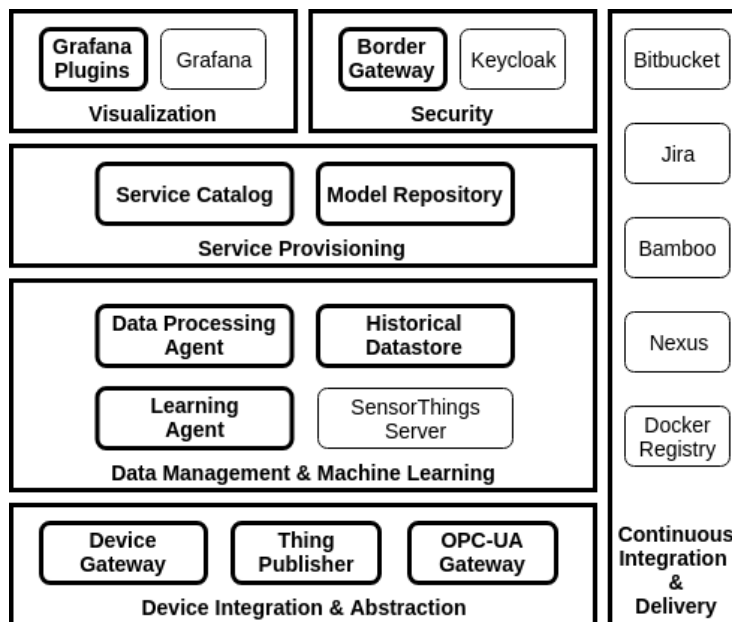 Grafana
Plugins
Grafana
Visualization
Border
Gateway
Keycloak
Security
Service Catalog
Model Repository
Service Provisioning
Data Processing
Agent
Historical
Datastore
Learning
Agent
SensorThings
Server
Data Management & Machine Learning
Device
Gateway
Thing
Publisher
OPC-UA
Gateway
Device Integration & Abstraction
Bitbucket
Jira
Bamboo
Nexus
Docker
Registry
Continuous
Integration
&
Delivery